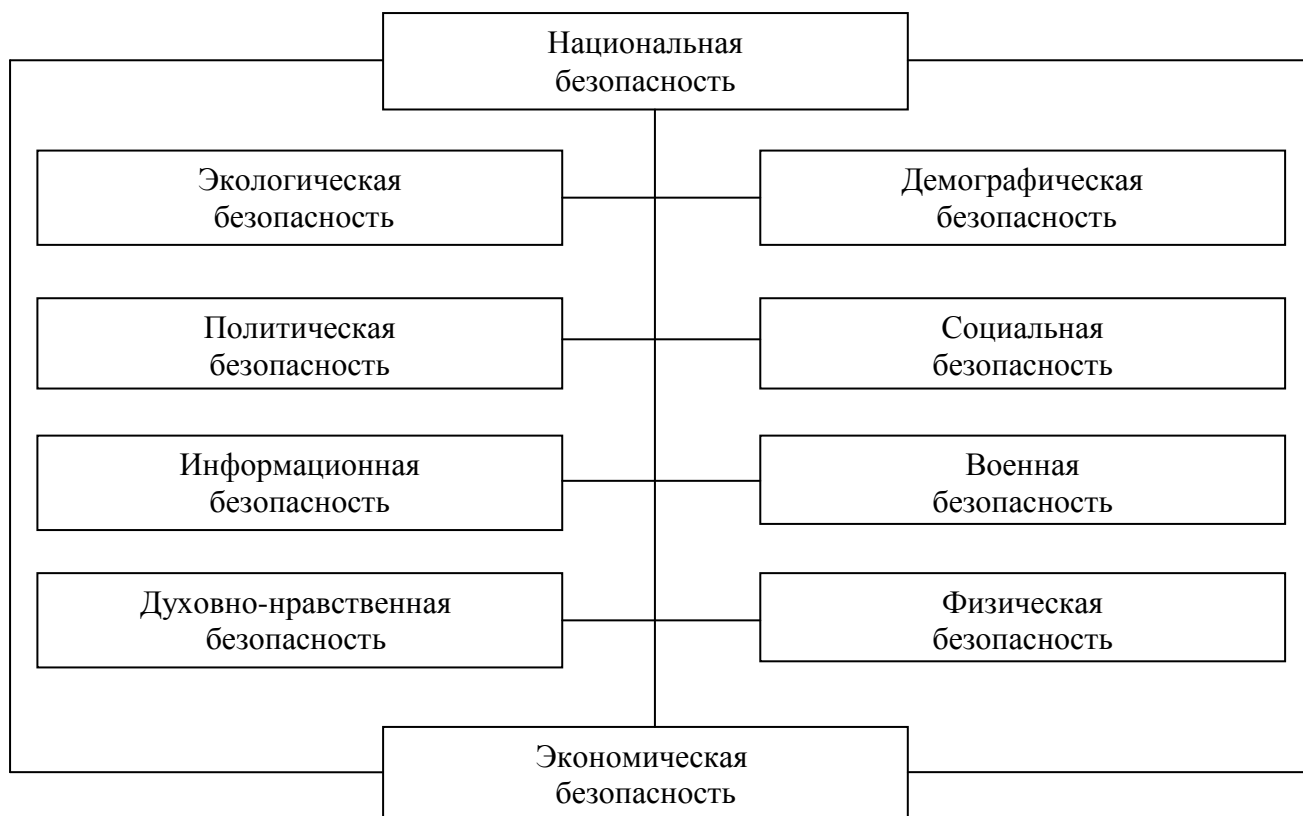 Национальная
безопасность
Экологическая
безопасность
Демографическая
безопасность
Политическая
безопасность
Социальная
безопасность
Информационная
безопасность
Военная
безопасность
Духовно-нравственная
безопасность
Физическая
безопасность
Экономическая
безопасность